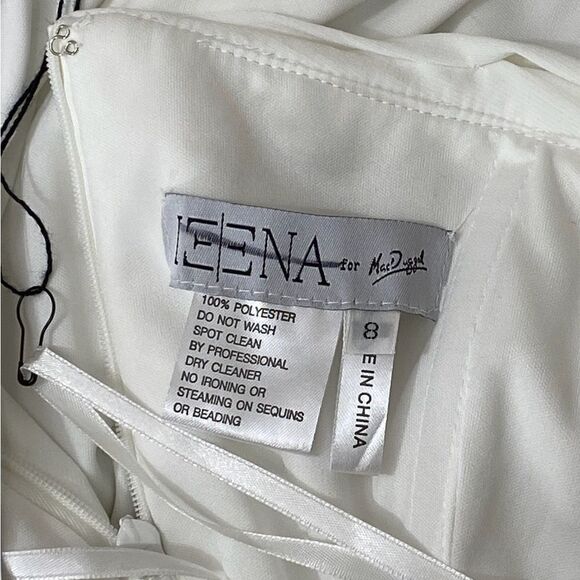 IEENA for Mac Duggal
100% POLYESTER
DO NOT WASH
SPOT CLEAN
BY PROFESSIONAL
DRY CLEANER
NO IRONING OR
STEAMING ON SEQUINS
OR BEADING
8
E IN CHINA